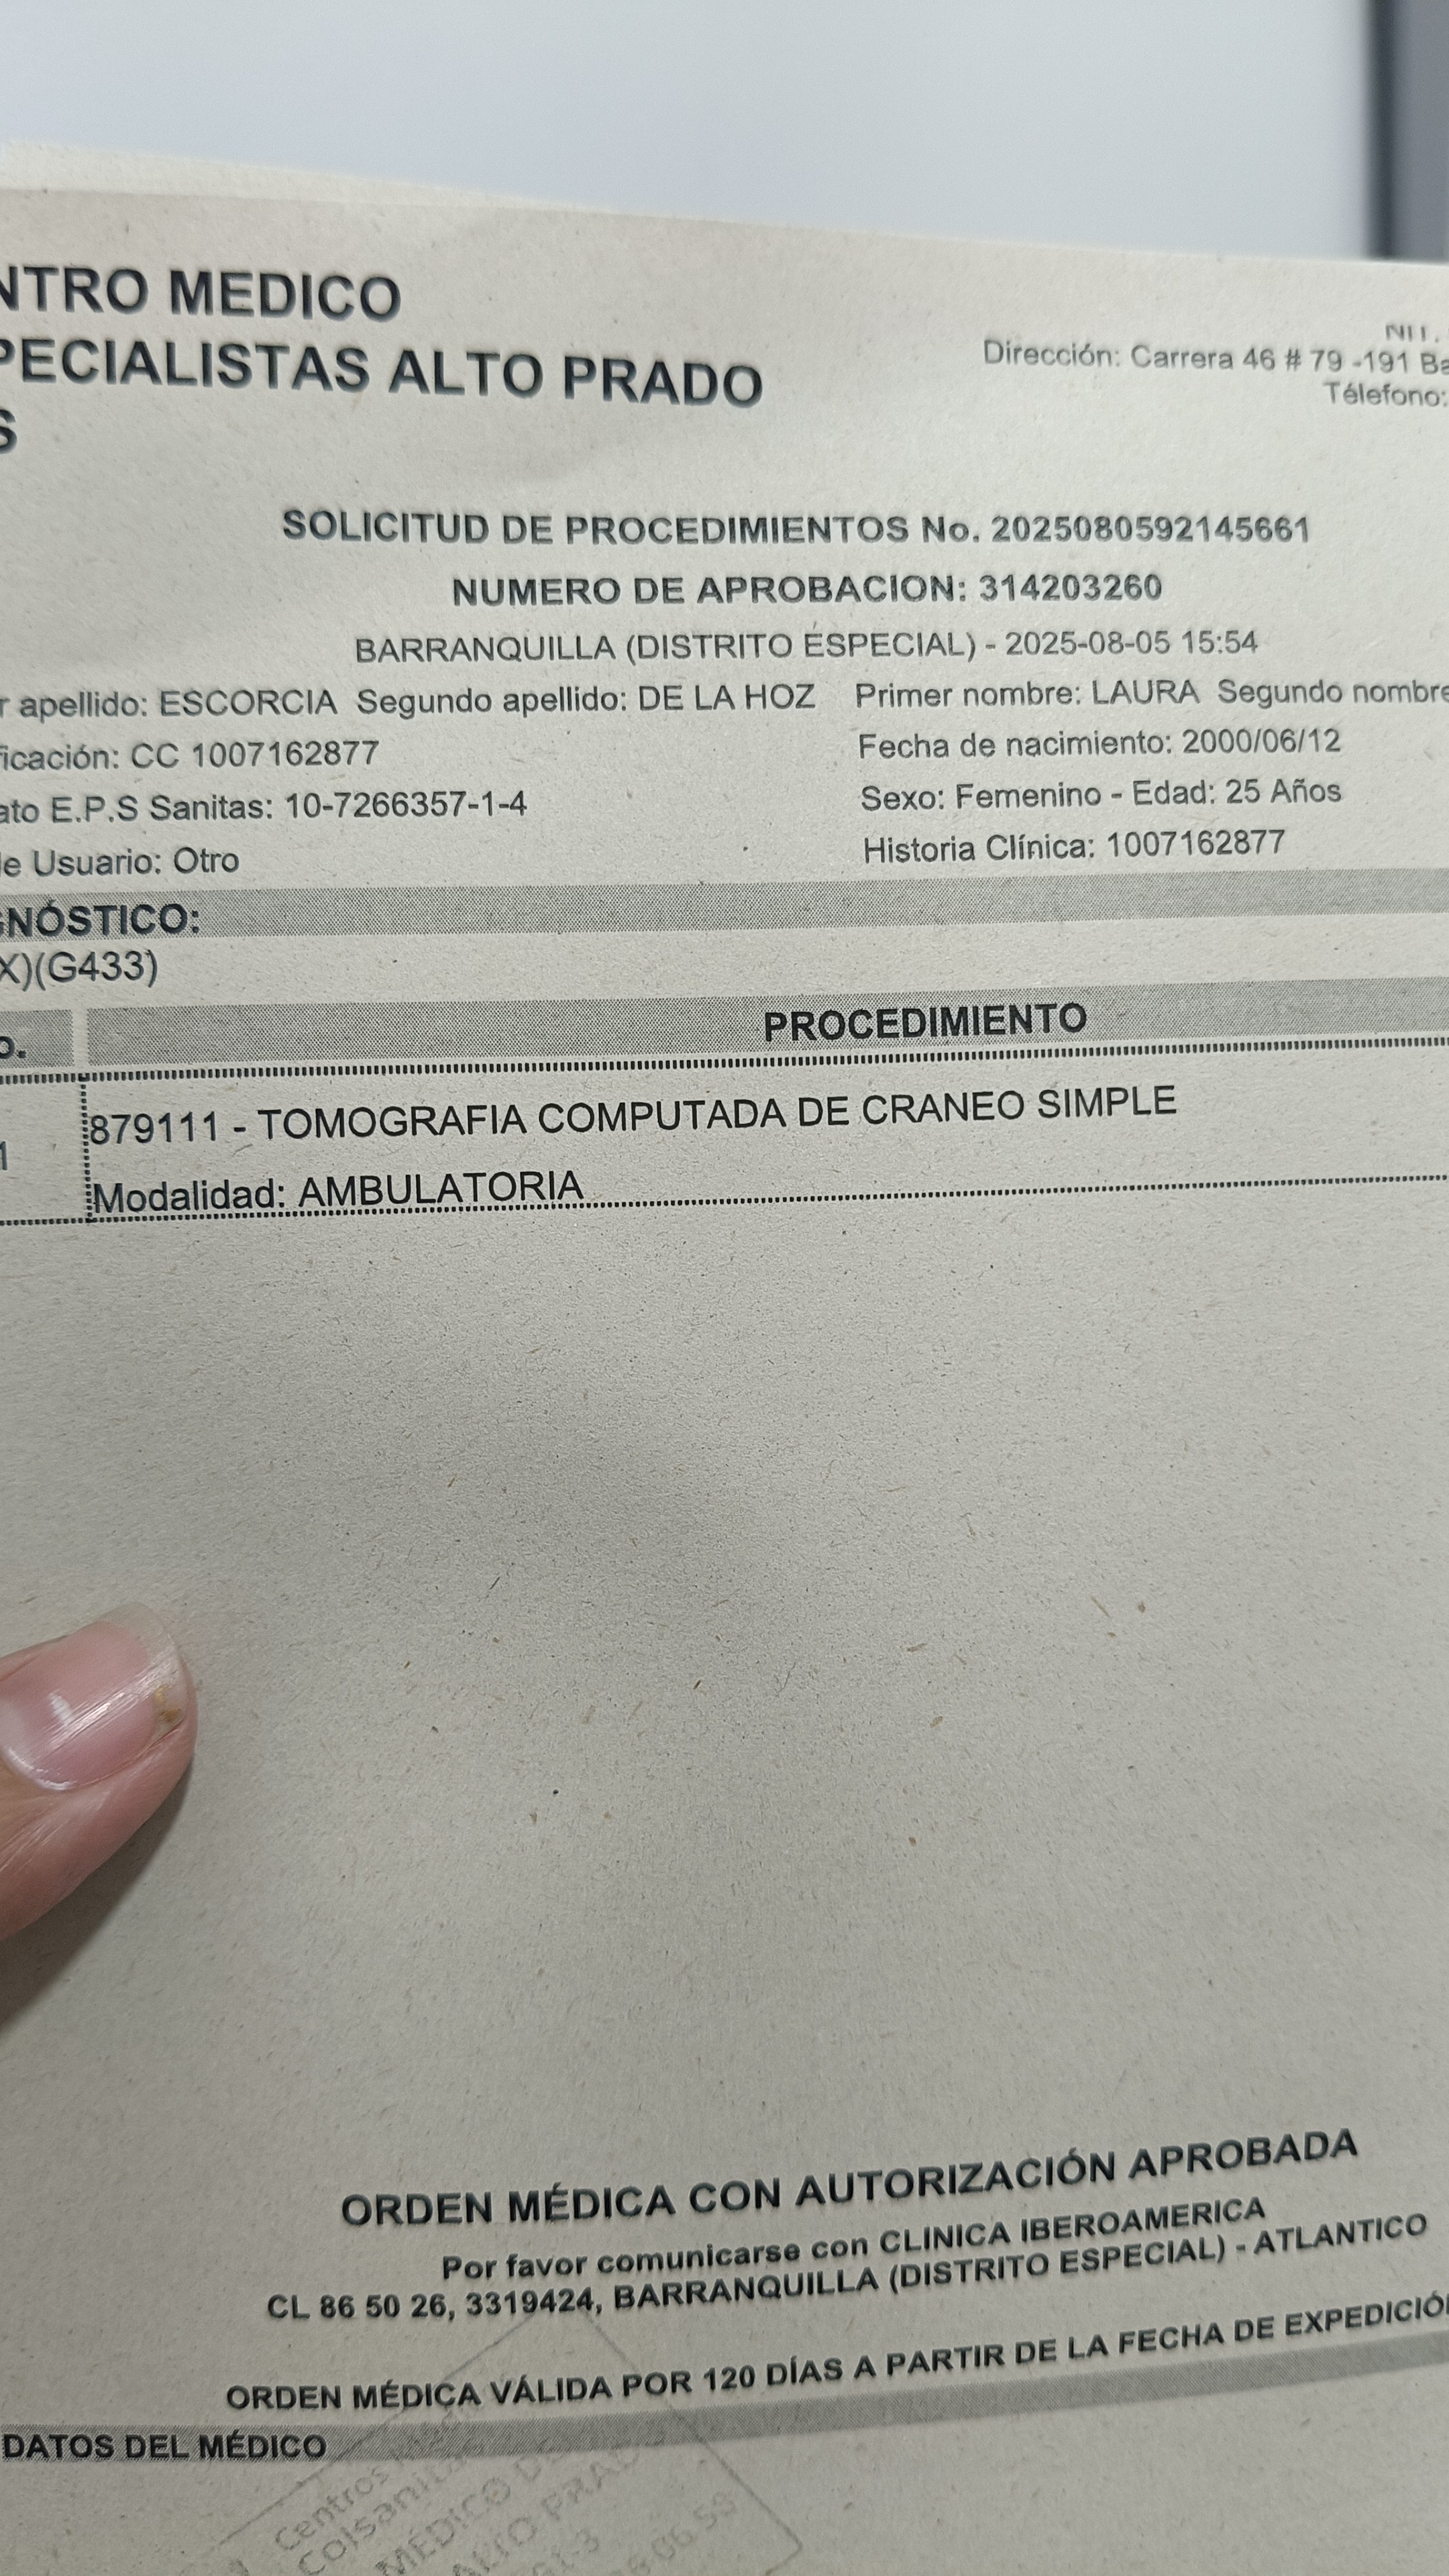 NTRO MEDICO
PECIALISTAS ALTO PRADO
S
NIT.
Dirección: Carrera 46 # 79 -191 Ba
Télefono:
SOLICITUD DE PROCEDIMIENTOS No. 2025080592145661
NUMERO DE APROBACION: 314203260
BARRANQUILLA (DISTRITO ESPECIAL) - 2025-08-05 15:54
r apellido: ESCORCIA Segundo apellido: DE LA HOZ Primer nombre: LAURA Segundo nombre
ficación: CC 1007162877 Fecha de nacimiento: 2000/06/12
ato E.P.S Sanitas: 10-7266357-1-4 Sexo: Femenino - Edad: 25 Años
de Usuario: Otro Historia Clínica: 1007162877
GNÓSTICO:
X)(G433)
o. PROCEDIMIENTO
1 879111 - TOMOGRAFIA COMPUTADA DE CRANEO SIMPLE
Modalidad: AMBULATORIA
ORDEN MÉDICA CON AUTORIZACIÓN APROBADA
Por favor comunicarse con CLINICA IBEROAMERICA
CL 86 50 26, 3319424, BARRANQUILLA (DISTRITO ESPECIAL) - ATLANTICO
ORDEN MÉDICA VÁLIDA POR 120 DÍAS A PARTIR DE LA FECHA DE EXPEDICIÓN
DATOS DEL MÉDICO
Centros
Colsanit
MÉDICO
ALTO PRADO